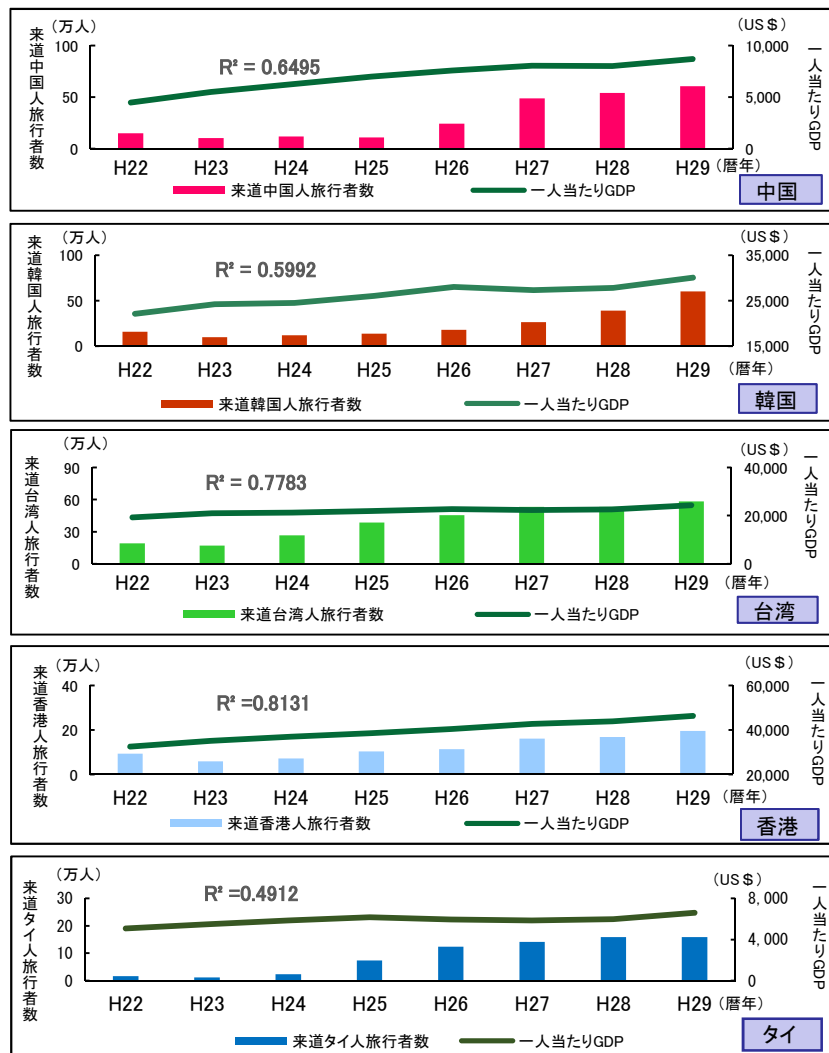 （万人）
（US＄）
来道中国人旅行者数
100
50
0
R² = 0.6495
10,000
5,000
0
一人当たりGDP
H22 H23 H24 H25 H26 H27 H28 H29 (暦年)
来道中国人旅行者数 一人当たりGDP
中国
（万人）
（US＄）
来道韓国人旅行者数
100
50
0
R² = 0.5992
35,000
25,000
15,000
一人当たりGDP
H22 H23 H24 H25 H26 H27 H28 H29 (暦年)
来道韓国人旅行者数 一人当たりGDP
韓国
（万人）
（US＄）
来道台湾人旅行者数
90
60
30
0
R² = 0.7783
40,000
20,000
0
一人当たりGDP
H22 H23 H24 H25 H26 H27 H28 H29 (暦年)
来道台湾人旅行者数 一人当たりGDP
台湾
（万人）
（US＄）
来道香港人旅行者数
40
20
0
R² =0.8131
60,000
40,000
20,000
一人当たりGDP
H22 H23 H24 H25 H26 H27 H28 H29 (暦年)
来道香港人旅行者数 一人当たりGDP
香港
（万人）
（US＄）
来道タイ人旅行者数
30
20
10
0
R² =0.4912
8,000
4,000
0
一人当たりGDP
H22 H23 H24 H25 H26 H27 H28 H29 (暦年)
来道タイ人旅行者数 一人当たりGDP
タイ